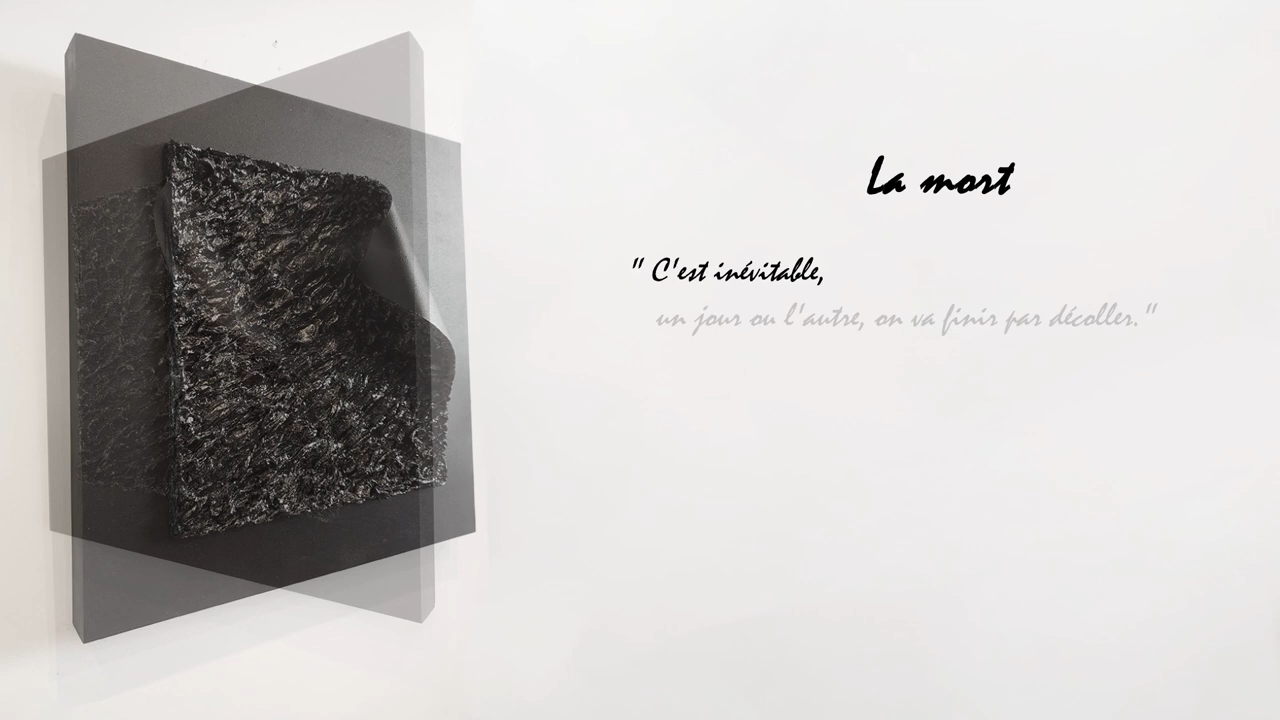 La mort
" C'est inévitable,
un jour ou l'autre, on va finir par décoller. "